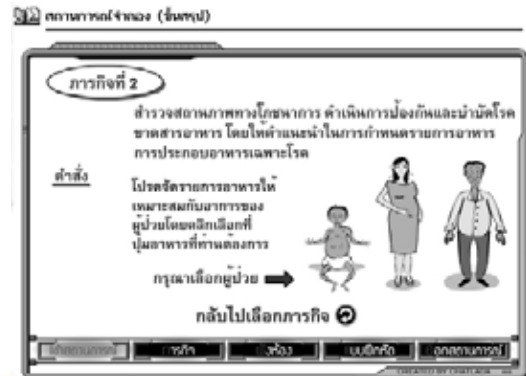 สถานการณ์จำลอง (ขั้นสรุป)
ภารกิจที่ 2
สำรวจสถานภาพทางโภชนาการ ดำเนินการป้องกันและบำบัดโรค
ขาดสารอาหาร โดยให้คำแนะนำในการกำหนดรายการอาหาร
การประกอบอาหารเฉพาะโรค
คำสั่ง
โปรดจัดรายการอาหารให้
เหมาะสมกับอาการของ
ผู้ป่วยโดยคลิกเลือกที่
ปุ่มอาหารที่ท่านต้องการ
กรุณาเลือกผู้ป่วย
กลับไปเลือกภารกิจ
CREATED BY